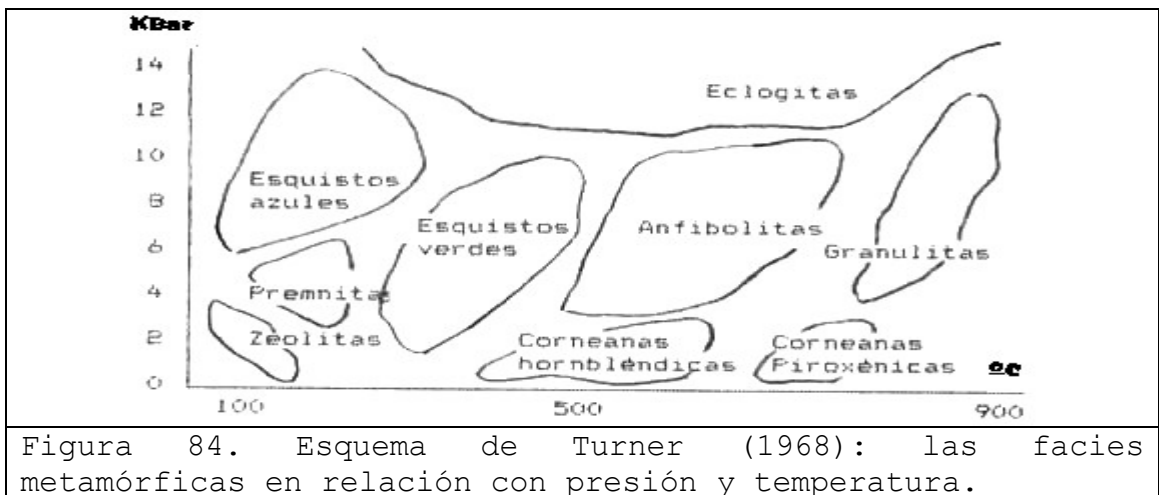 KBar
14
12
10
8
6
4
2
0
Eclogitas
Esquistos
azules
Esquistos
verdes
Anfibolitas
Granulitas
Premnita
Zeolitas
Corneanas
hornbléndicas
Corneanas
Piroxénicas
ºc
100
500
900
Figura 84. Esquema de Turner (1968): las facies
metamórficas en relación con presión y temperatura.